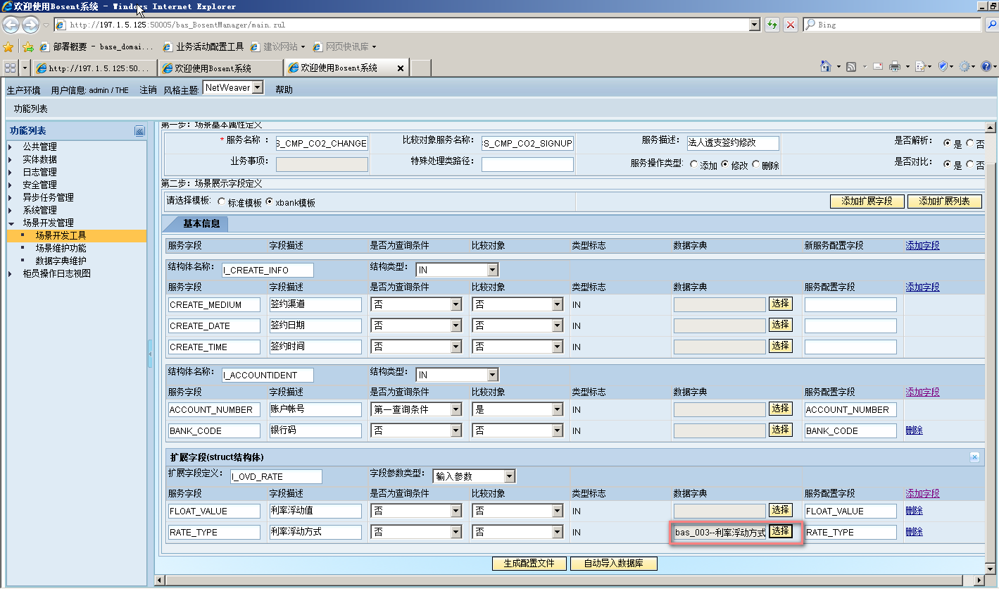 欢迎使用Bosent系统 - Windows Internet Explorer
http://197.1.5.125:50005/bas_BosentManager/main.zul
Bing
部署概要 - base_domai... 业务活动配置工具 建议网站 网页快讯库
http://197.1.5.125:50... 欢迎使用Bosent系统 欢迎使用Bosent系统
生产环境 用户信息: admin / THE 注销 风格主题: NetWeaver 帮助
功能列表
功能列表
公共管理
实体数据
日志管理
安全管理
异步任务管理
系统管理
场景开发管理
场景开发工具
场景维护功能
数据字典维护
柜员操作日志视图
第一步：场景基本属性定义
* 服务名称 ： S_CMP_CO2_CHANGE 比较对象服务名称: S_CMP_CO2_SIGNUP 服务描述: 法人透支签约修改 是否解析: 是 否
业务事项: 特殊处理类路径: 服务操作类型: 添加 修改 删除 是否对比: 是 否
第二步：场景展示字段定义
请选择模板: 标准模板 xbank模板 添加扩展字段 添加扩展列表
基本信息
服务字段 字段描述 是否为查询条件 比较对象 类型标志 数据字典 新服务配置字段 添加字段
结构体名称: I_CREATE_INFO 结构类型: IN
服务字段 字段描述 是否为查询条件 比较对象 类型标志 数据字典 服务配置字段 添加字段
CREATE_MEDIUM 签约渠道 否 否 IN 选择
CREATE_DATE 签约日期 否 否 IN 选择
CREATE_TIME 签约时间 否 否 IN 选择
结构体名称: I_ACCOUNTIDENT 结构类型: IN
服务字段 字段描述 是否为查询条件 比较对象 类型标志 数据字典 服务配置字段 添加字段
ACCOUNT_NUMBER 账户帐号 第一查询条件 是 IN 选择 ACCOUNT_NUMBER
BANK_CODE 银行码 否 否 IN 选择 BANK_CODE 删除
扩展字段(struct结构体)
扩展字段定义: I_OVD_RATE 字段参数类型: 输入参数
服务字段 字段描述 是否为查询条件 比较对象 类型标志 数据字典 服务配置字段 添加字段
FLOAT_VALUE 利率浮动值 否 否 IN 选择 FLOAT_VALUE 删除
RATE_TYPE 利率浮动方式 否 否 IN bas_003--利率浮动方式 选择 RATE_TYPE 删除
生成配置文件 自动导入数据库